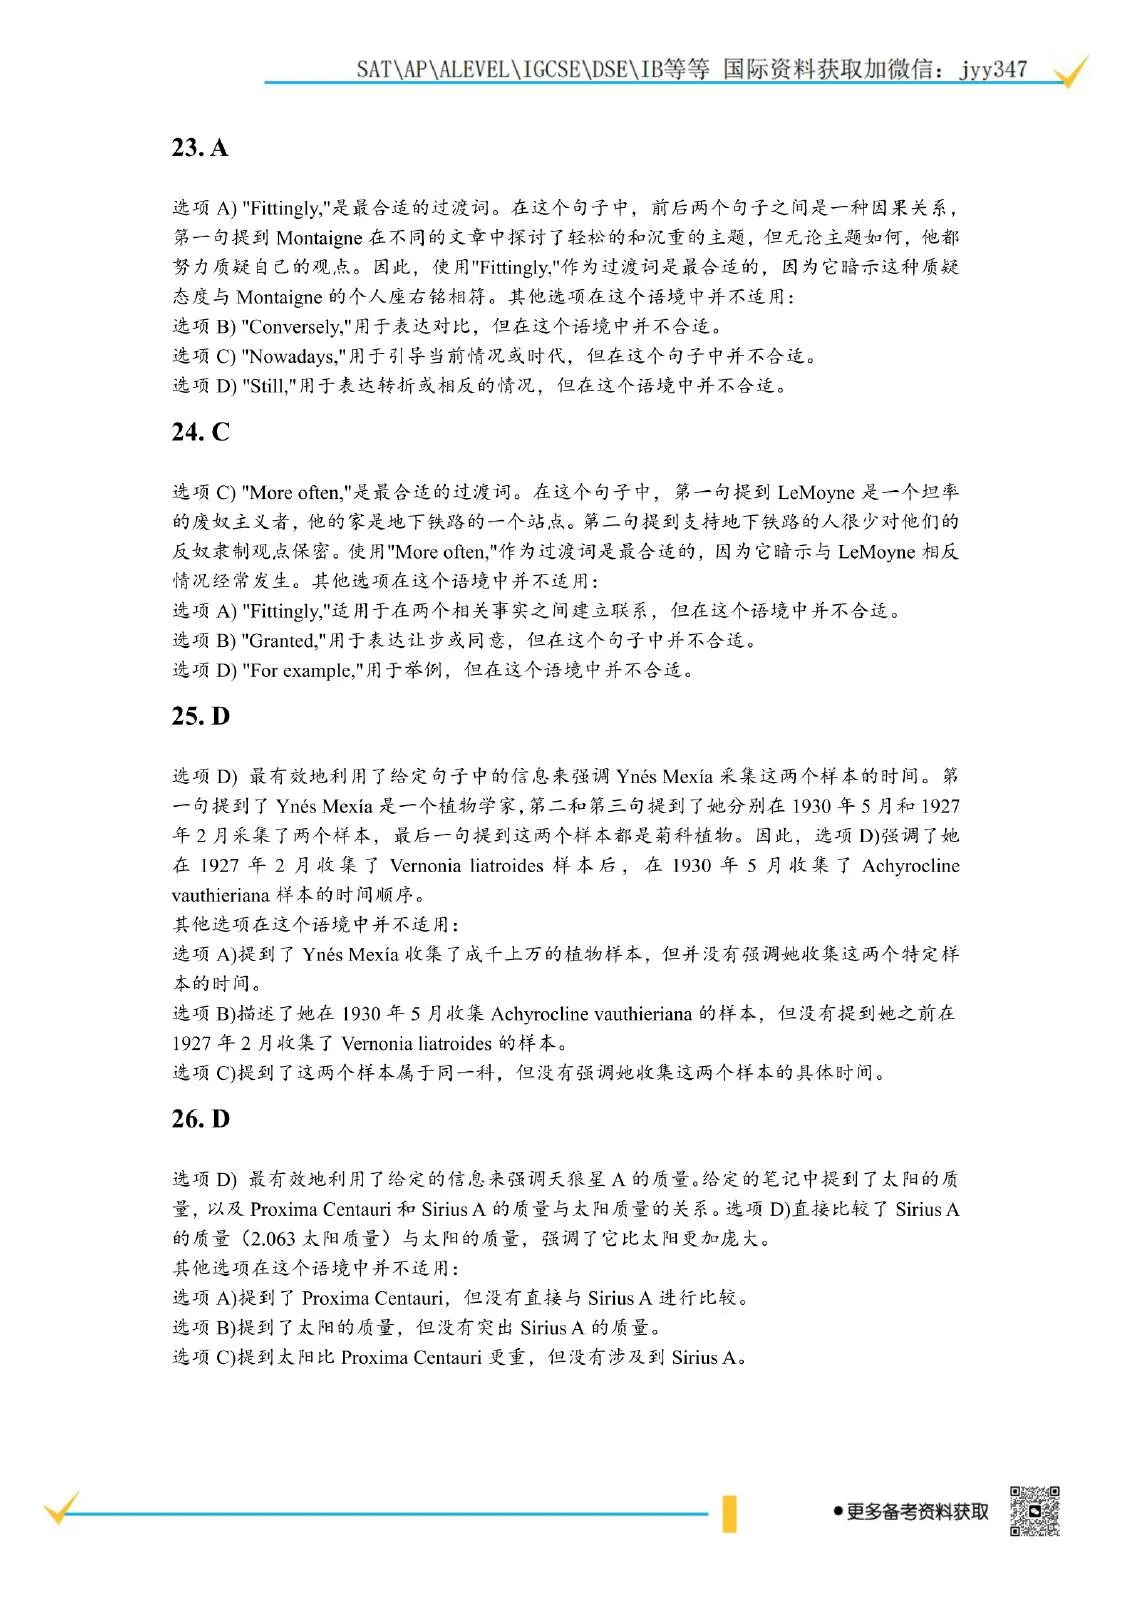 SAT\AP\ALEVEL\IGCSE\DSE\IB等等 国际资料获取加微信：jyy347
23. A
选项 A) "Fittingly,"是最合适的过渡词。在这个句子中，前后两个句子之间是一种因果关系，
第一句提到 Montaigne 在不同的文章中探讨了轻松的和沉重的主题，但无论主题如何，他都
努力质疑自己的观点。因此，使用"Fittingly,"作为过渡词是最合适的，因为它暗示这种质疑
态度与 Montaigne 的个人座右铭相符。其他选项在这个语境中并不适用：
选项 B) "Conversely,"用于表达对比，但在这个语境中并不合适。
选项 C) "Nowadays,"用于引导当前情况或时代，但在这个句子中并不合适。
选项 D) "Still,"用于表达转折或相反的情况，但在这个语境中并不合适。
24. C
选项 C) "More often,"是最合适的过渡词。在这个句子中，第一句提到 LeMoyne 是一个坦率
的废奴主义者，他的家是地下铁路的一个站点。第二句提到支持地下铁路的人很少对他们的
反奴隶制观点保密。使用"More often,"作为过渡词是最合适的，因为它暗示与 LeMoyne 相反
情况经常发生。其他选项在这个语境中并不适用：
选项 A) "Fittingly,"适用于在两个相关事实之间建立联系，但在这个语境中并不合适。
选项 B) "Granted,"用于表达让步或同意，但在这个句子中并不合适。
选项 D) "For example,"用于举例，但在这个语境中并不合适。
25. D
选项 D) 最有效地利用了给定句子中的信息来强调 Ynés Mexía 采集这两个样本的时间。第
一句提到了 Ynés Mexía 是一个植物学家，第二和第三句提到了她分别在 1930 年 5 月和 1927
年 2 月采集了两个样本，最后一句提到这两个样本都是菊科植物。因此，选项 D)强调了她
在 1927 年 2 月收集了 Vernonia liatroides 样本后，在 1930 年 5 月收集了 Achyrocline
vauthieriana 样本的时间顺序。
其他选项在这个语境中并不适用：
选项 A)提到了 Ynés Mexía 收集了成千上万的植物样本，但并没有强调她收集这两个特定样
本的时间。
选项 B)描述了她在 1930 年 5 月收集 Achyrocline vauthieriana 的样本，但没有提到她之前在
1927 年 2 月收集了 Vernonia liatroides 的样本。
选项 C)提到了这两个样本属于同一科，但没有强调她收集这两个样本的具体时间。
26. D
选项 D) 最有效地利用了给定的信息来强调天狼星 A 的质量。给定的笔记中提到了太阳的质
量，以及 Proxima Centauri 和 Sirius A 的质量与太阳质量的关系。选项 D)直接比较了 Sirius A
的质量（2.063 太阳质量）与太阳的质量，强调了它比太阳更加庞大。
其他选项在这个语境中并不适用：
选项 A)提到了 Proxima Centauri，但没有直接与 Sirius A 进行比较。
选项 B)提到了太阳的质量，但没有突出 Sirius A 的质量。
选项 C)提到太阳比 Proxima Centauri 更重，但没有涉及到 Sirius A。
●更多备考资料获取